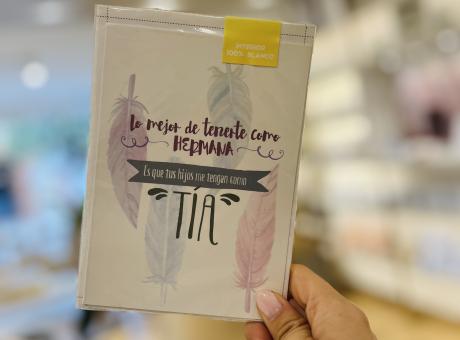 INTERIOR
100% BLANCO
Lo mejor de tenerte como
HERMANA
Es que tus hijos me tengan como
TÍA